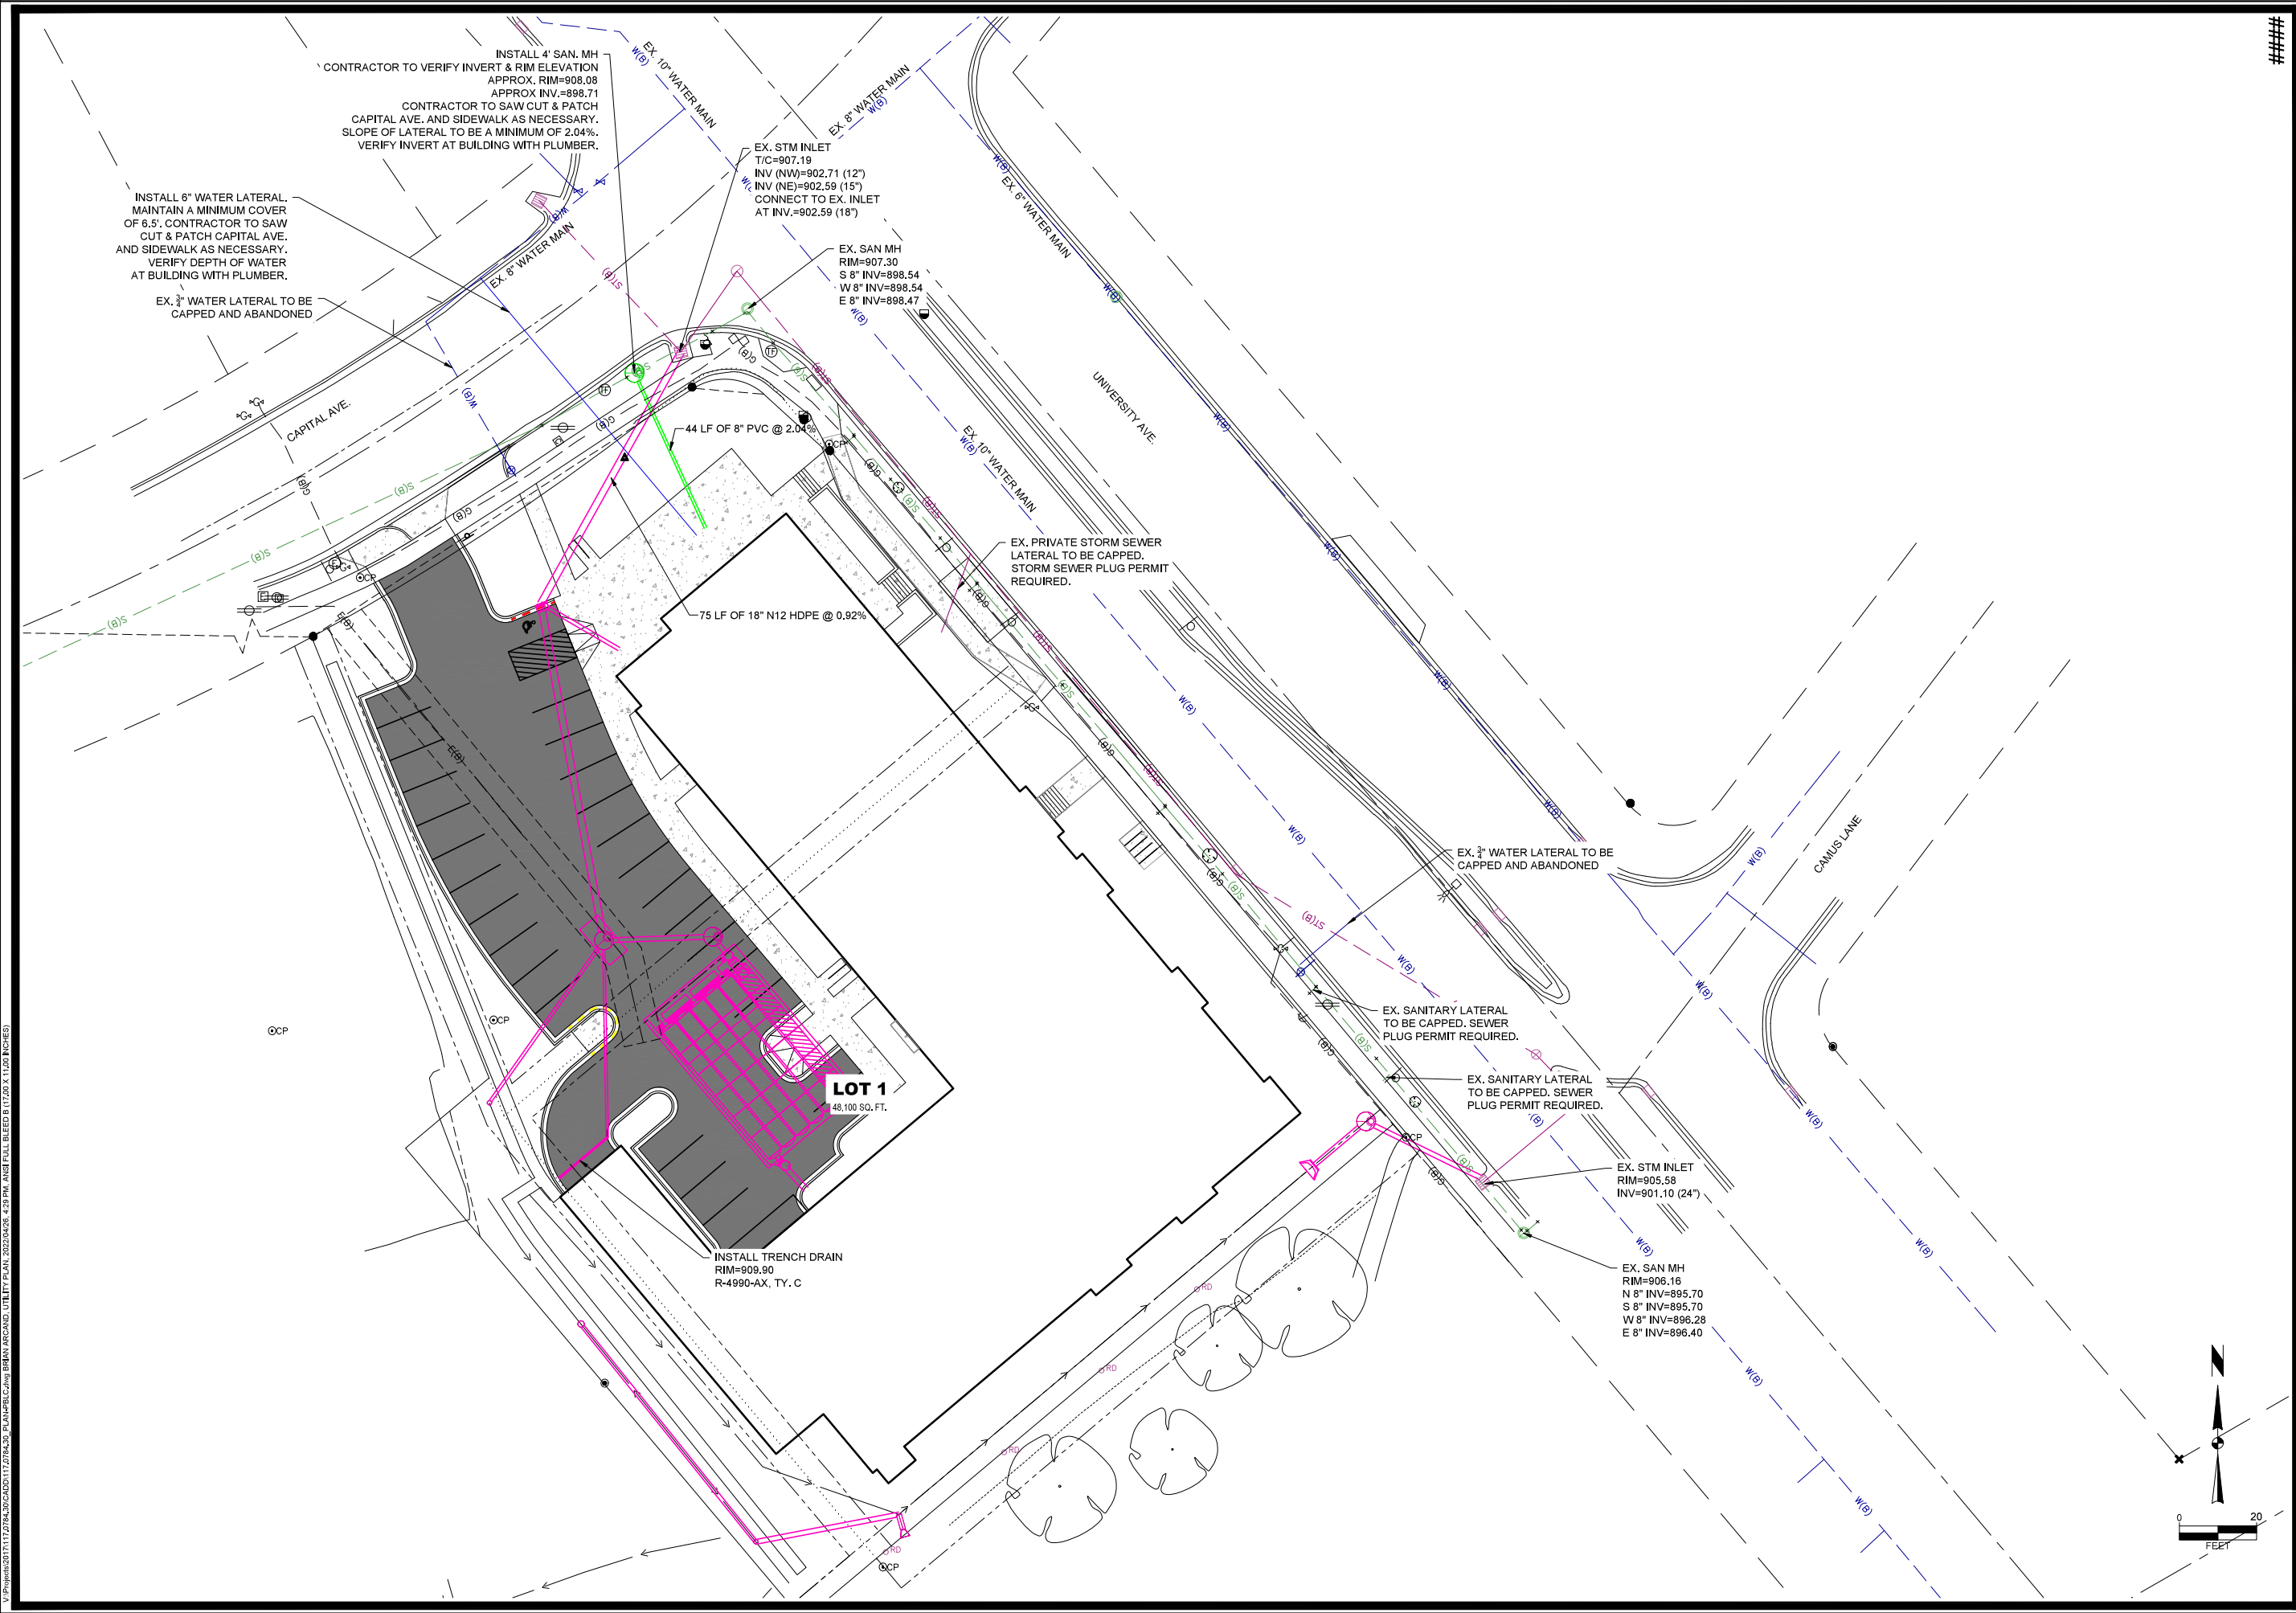 INSTALL 4' SAN. MH
CONTRACTOR TO VERIFY INVERT & RIM ELEVATION
APPROX. RIM=908.08
APPROX INV.=898.71
CONTRACTOR TO SAW CUT & PATCH
CAPITAL AVE. AND SIDEWALK AS NECESSARY.
SLOPE OF LATERAL TO BE A MINIMUM OF 2.04%.
VERIFY INVERT AT BUILDING WITH PLUMBER.
EX. 10" WATER MAIN
EX. 8" WATER MAIN
EX. STM INLET
T/C=907.19
INV (NW)=902.71 (12")
INV (NE)=902.59 (15")
CONNECT TO EX. INLET
AT INV.=902.59 (18")
INSTALL 6" WATER LATERAL.
MAINTAIN A MINIMUM COVER
OF 6.5'. CONTRACTOR TO SAW
CUT & PATCH CAPITAL AVE.
AND SIDEWALK AS NECESSARY.
VERIFY DEPTH OF WATER
AT BUILDING WITH PLUMBER.
EX. 8" WATER MAIN
EX. 6" WATER MAIN
EX. SAN MH
RIM=907.30
S 8" INV=898.54
W 8" INV=898.54
E 8" INV=898.47
EX. 3/4" WATER LATERAL TO BE
CAPPED AND ABANDONED
CAPITAL AVE.
UNIVERSITY AVE.
44 LF OF 8" PVC @ 2.04%
EX. 10" WATER MAIN
EX. PRIVATE STORM SEWER
LATERAL TO BE CAPPED.
STORM SEWER PLUG PERMIT
REQUIRED.
75 LF OF 18" N12 HDPE @ 0.92%
EX. 3/4" WATER LATERAL TO BE
CAPPED AND ABANDONED
CAMUS LANE
EX. SANITARY LATERAL
TO BE CAPPED. SEWER
PLUG PERMIT REQUIRED.
EX. SANITARY LATERAL
TO BE CAPPED. SEWER
PLUG PERMIT REQUIRED.
LOT 1
48,100 SQ. FT.
EX. STM INLET
RIM=905.58
INV=901.10 (24")
INSTALL TRENCH DRAIN
RIM=909.90
R-4990-AX, TY. C
EX. SAN MH
RIM=906.16
N 8" INV=895.70
S 8" INV=895.70
W 8" INV=896.28
E 8" INV=896.40
W(B)
S(B)
ST(B)
G(B)
E(B)
CP
CP
CP
CP
CP
CP
TF
TF
RD
RD
RD
RD
N
0 20
FEET